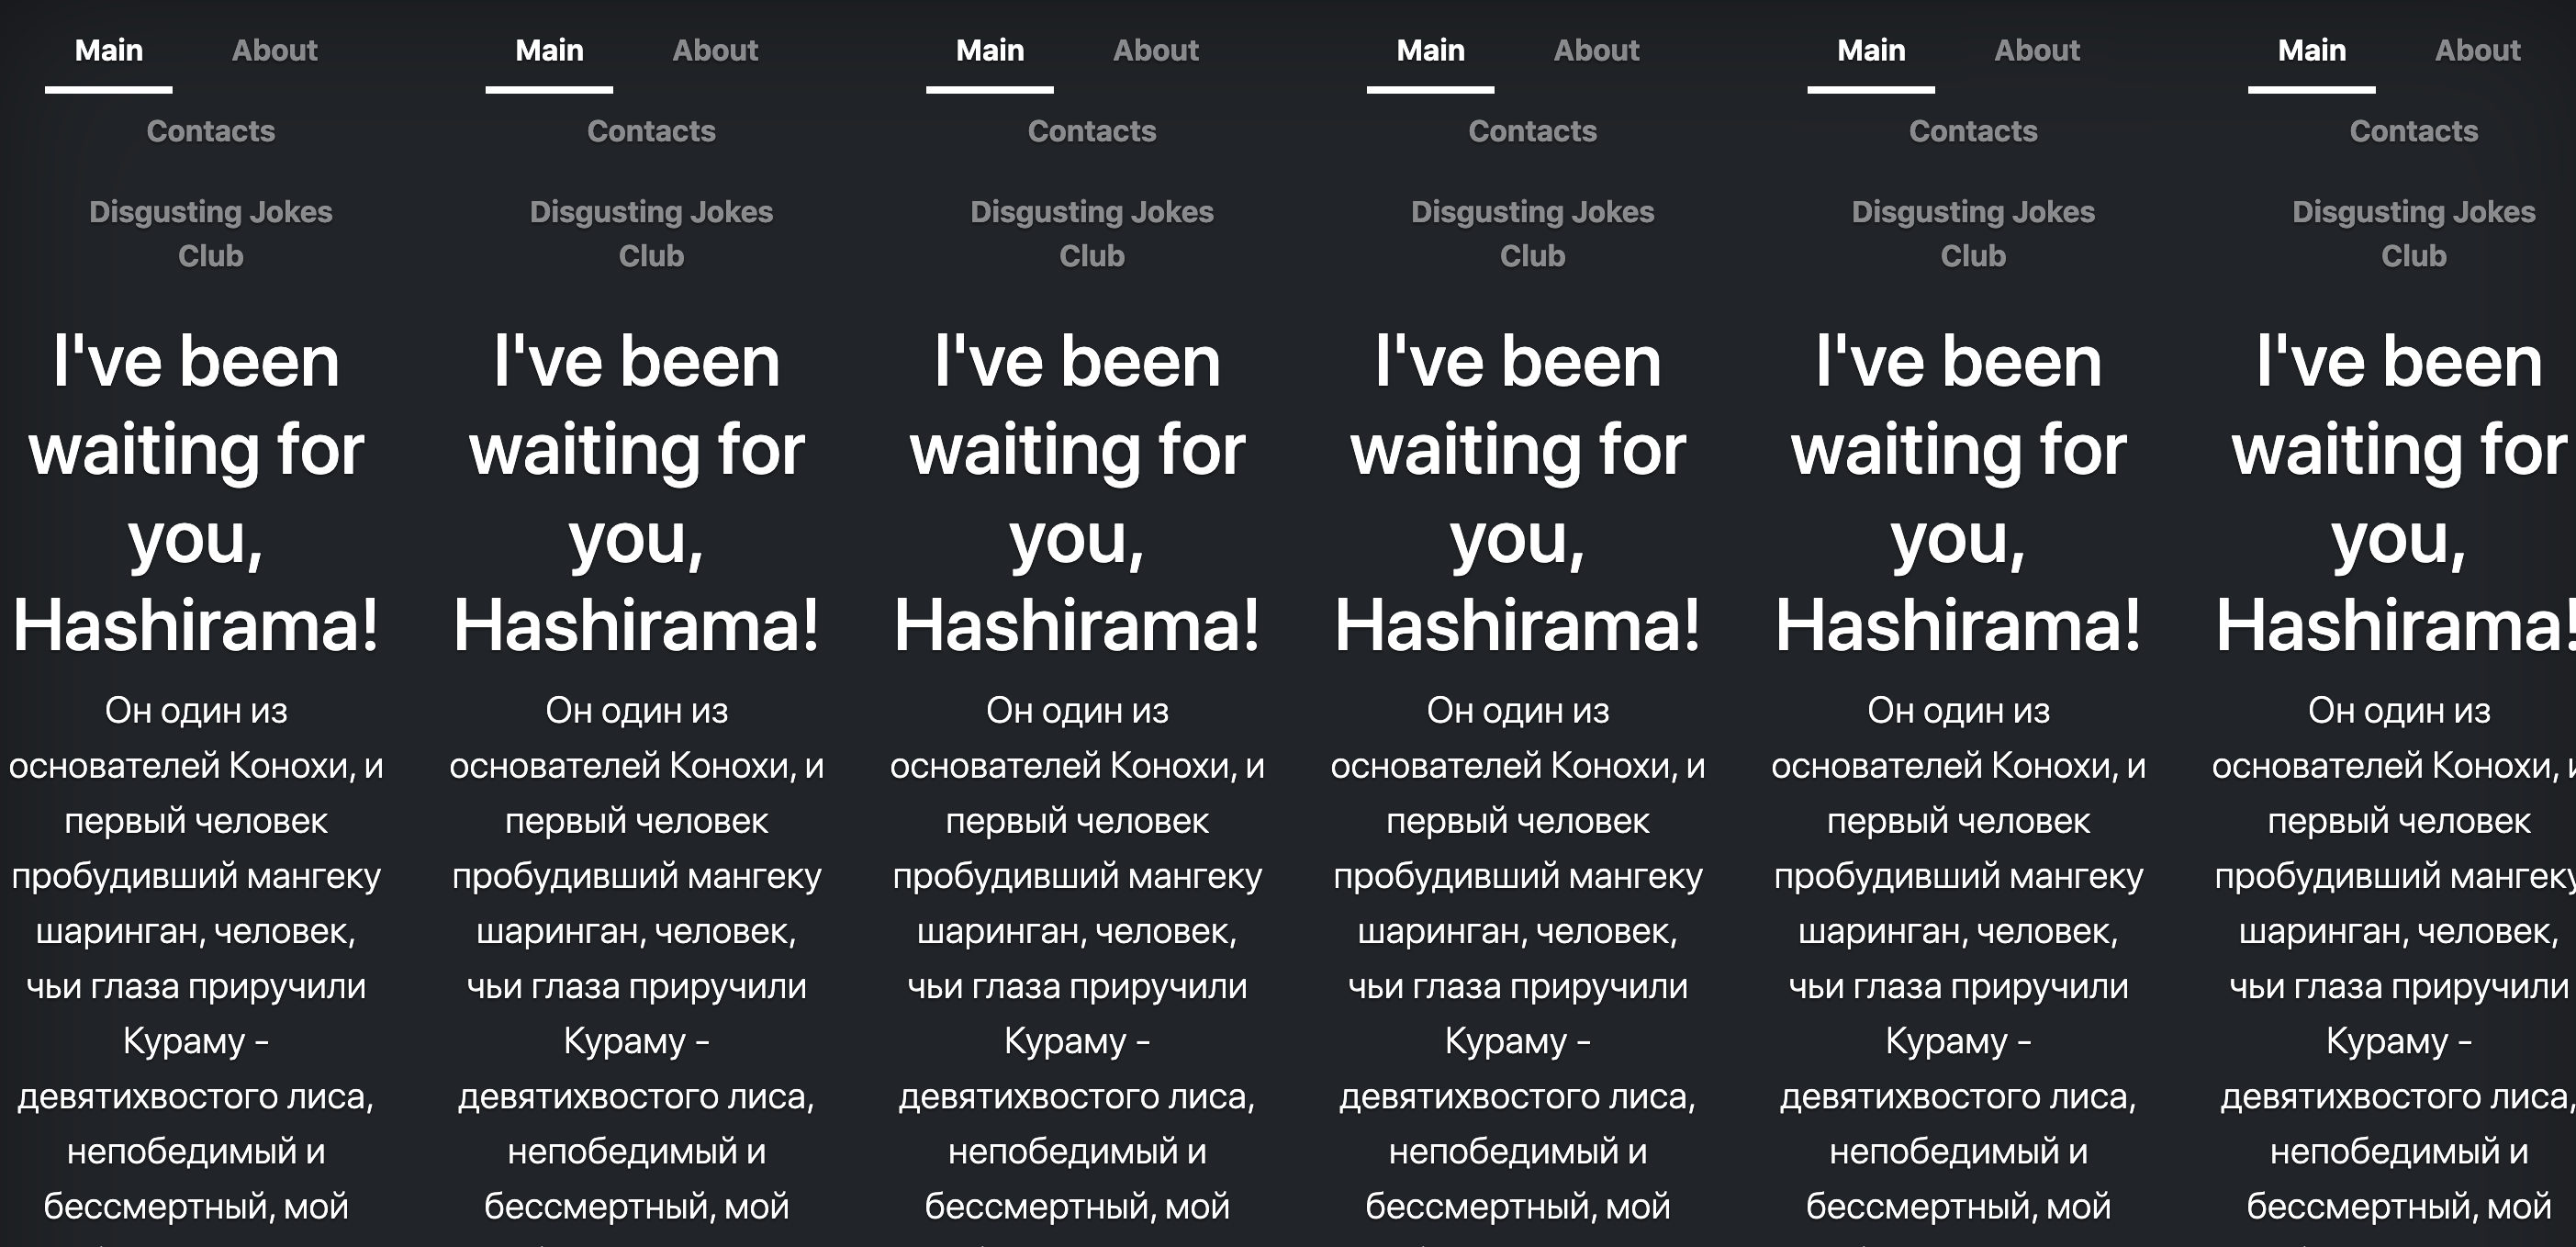 Main About
Contacts
Disgusting Jokes
Club
I've been
waiting for
you,
Hashirama!
Он один из
основателей Конохи, и
первый человек
пробудивший мангеку
шаринган, человек,
чьи глаза приручили
Кураму -
девятихвостого лиса,
непобедимый и
бессмертный, мой
Main About
Contacts
Disgusting Jokes
Club
I've been
waiting for
you,
Hashirama!
Он один из
основателей Конохи, и
первый человек
пробудивший мангеку
шаринган, человек,
чьи глаза приручили
Кураму -
девятихвостого лиса,
непобедимый и
бессмертный, мой
Main About
Contacts
Disgusting Jokes
Club
I've been
waiting for
you,
Hashirama!
Он один из
основателей Конохи, и
первый человек
пробудивший мангеку
шаринган, человек,
чьи глаза приручили
Кураму -
девятихвостого лиса,
непобедимый и
бессмертный, мой
Main About
Contacts
Disgusting Jokes
Club
I've been
waiting for
you,
Hashirama!
Он один из
основателей Конохи, и
первый человек
пробудивший мангеку
шаринган, человек,
чьи глаза приручили
Кураму -
девятихвостого лиса,
непобедимый и
бессмертный, мой
Main About
Contacts
Disgusting Jokes
Club
I've been
waiting for
you,
Hashirama!
Он один из
основателей Конохи, и
первый человек
пробудивший мангеку
шаринган, человек,
чьи глаза приручили
Кураму -
девятихвостого лиса,
непобедимый и
бессмертный, мой
Main About
Contacts
Disgusting Jokes
Club
I've been
waiting for
you,
Hashirama!
Он один из
основателей Конохи, и
первый человек
пробудивший мангеку
шаринган, человек,
чьи глаза приручили
Кураму -
девятихвостого лиса,
непобедимый и
бессмертный, мой